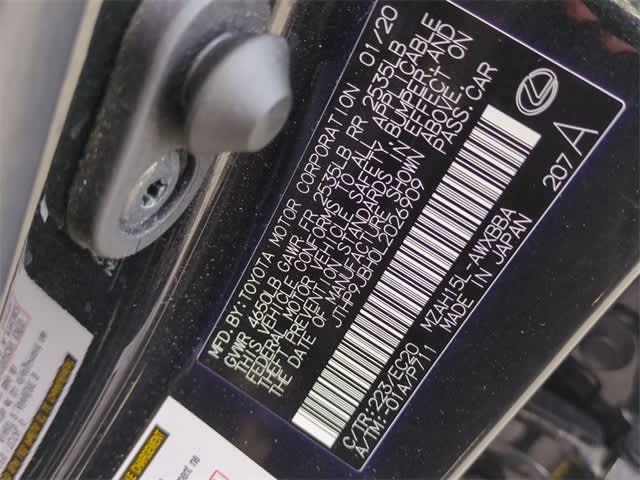 MFD. BY: TOYOTA MOTOR CORPORATION 01/20
GVWR 4650LB GAWR FR 2535LB RR 2535LB
THIS VEHICLE CONFORMS TO ALL APPLICABLE
FEDERAL MOTOR VEHICLE SAFETY, BUMPER, AND
THEFT PREVENTION STANDARDS IN EFFECT ON
THE DATE OF MANUFACTURE SHOWN ABOVE.
JTHP9JBH0L2026909 PASS. CAR
C/TR: 223/EC20 MZAH15L-AWXBBA 207 A
A/TM: -01A/P711 MADE IN JAPAN